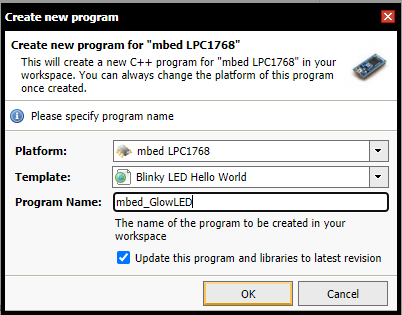 Create new program
Create new program for "mbed LPC1768"
This will create a new C++ program for "mbed LPC1768" in your
workspace. You can always change the platform of this program
once created.
Please specify program name
Platform: mbed LPC1768
Template: Blinky LED Hello World
Program Name: mbed_GlowLED
The name of the program to be created in your
workspace
Update this program and libraries to latest revision
OK Cancel